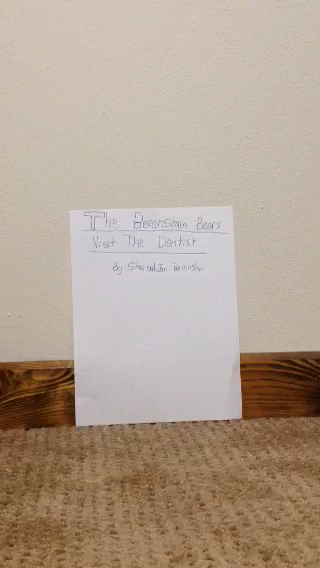 The Berenstain Bears
Visit The Dentist
By Stan and Jan Berenstain